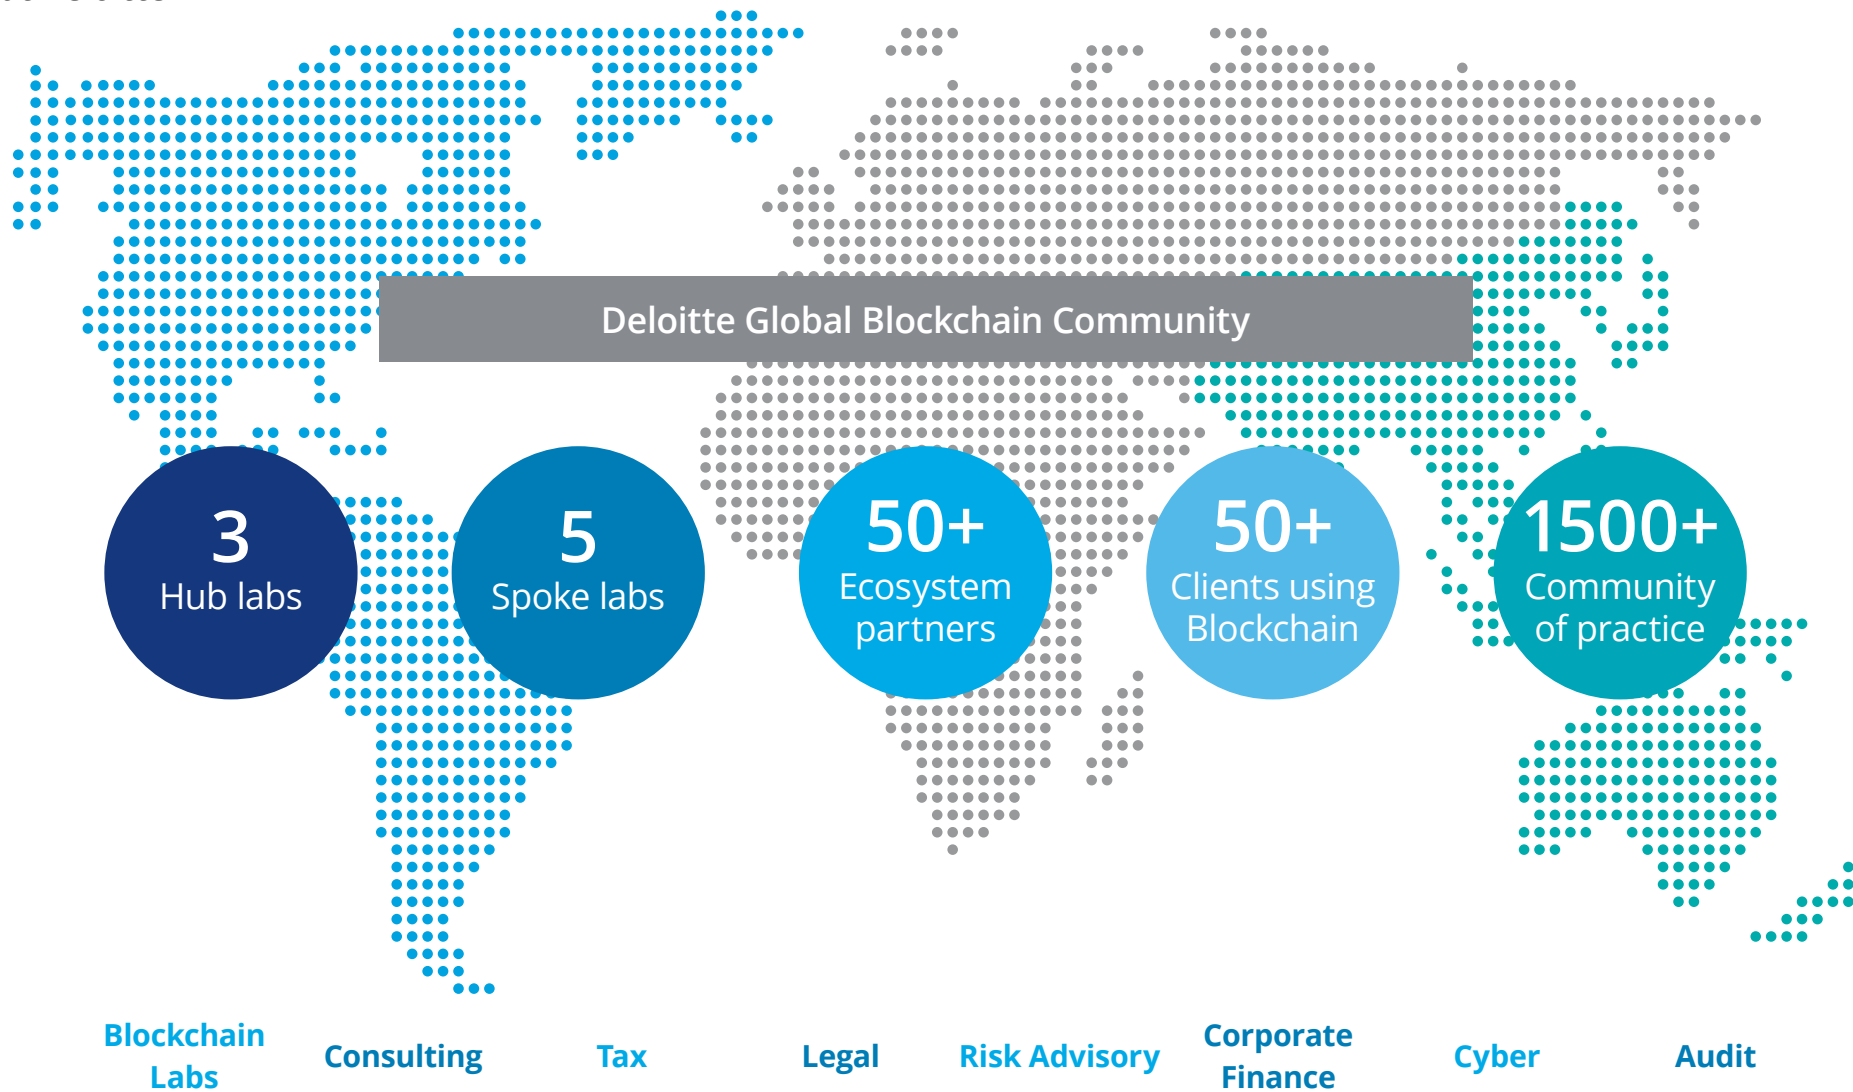 Deloitte Global Blockchain Community
3
Hub labs
5
Spoke labs
50+
Ecosystem
partners
50+
Clients using
Blockchain
1500+
Community
of practice
Blockchain
Labs
Consulting
Tax
Legal
Risk Advisory
Corporate
Finance
Cyber
Audit